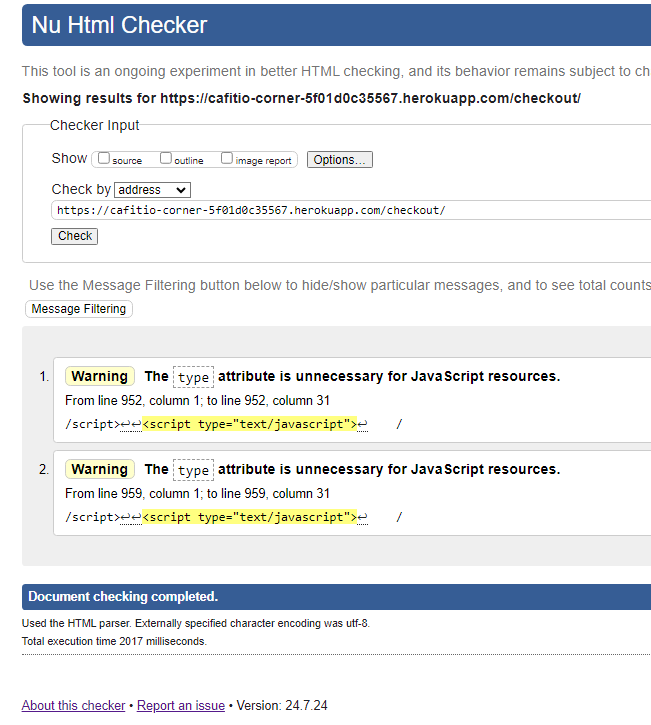 Nu Html Checker
This tool is an ongoing experiment in better HTML checking, and its behavior remains subject to ch
Showing results for https://cafitio-corner-5f01d0c35567.herokuapp.com/checkout/
Checker Input
Show source outline image report Options...
Check by address
https://cafitio-corner-5f01d0c35567.herokuapp.com/checkout/
Check
Use the Message Filtering button below to hide/show particular messages, and to see total counts
Message Filtering
1. Warning The type attribute is unnecessary for JavaScript resources.
From line 952, column 1; to line 952, column 31
/script>↩↩<script type="text/javascript">↩    /
2. Warning The type attribute is unnecessary for JavaScript resources.
From line 959, column 1; to line 959, column 31
/script>↩↩<script type="text/javascript">↩    /
Document checking completed.
Used the HTML parser. Externally specified character encoding was utf-8.
Total execution time 2017 milliseconds.
About this checker • Report an issue • Version: 24.7.24